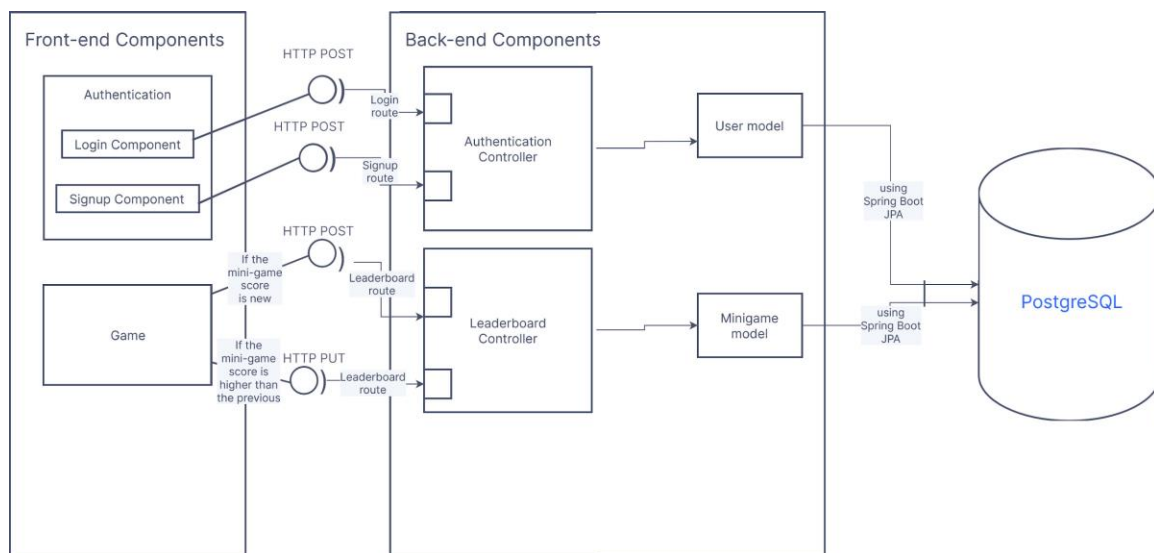 Front-end Components
Authentication
Login Component
Signup Component
Game
HTTP POST
HTTP POST
HTTP POST
If the
mini-game
score
is new
If the
mini-game
score is
higher than
the previous
HTTP PUT
Back-end Components
Login
route
Signup
route
Leaderboard
route
Leaderboard
route
Authentication
Controller
Leaderboard
Controller
User model
Minigame
model
using
Spring Boot
JPA
using
Spring Boot
JPA
PostgreSQL